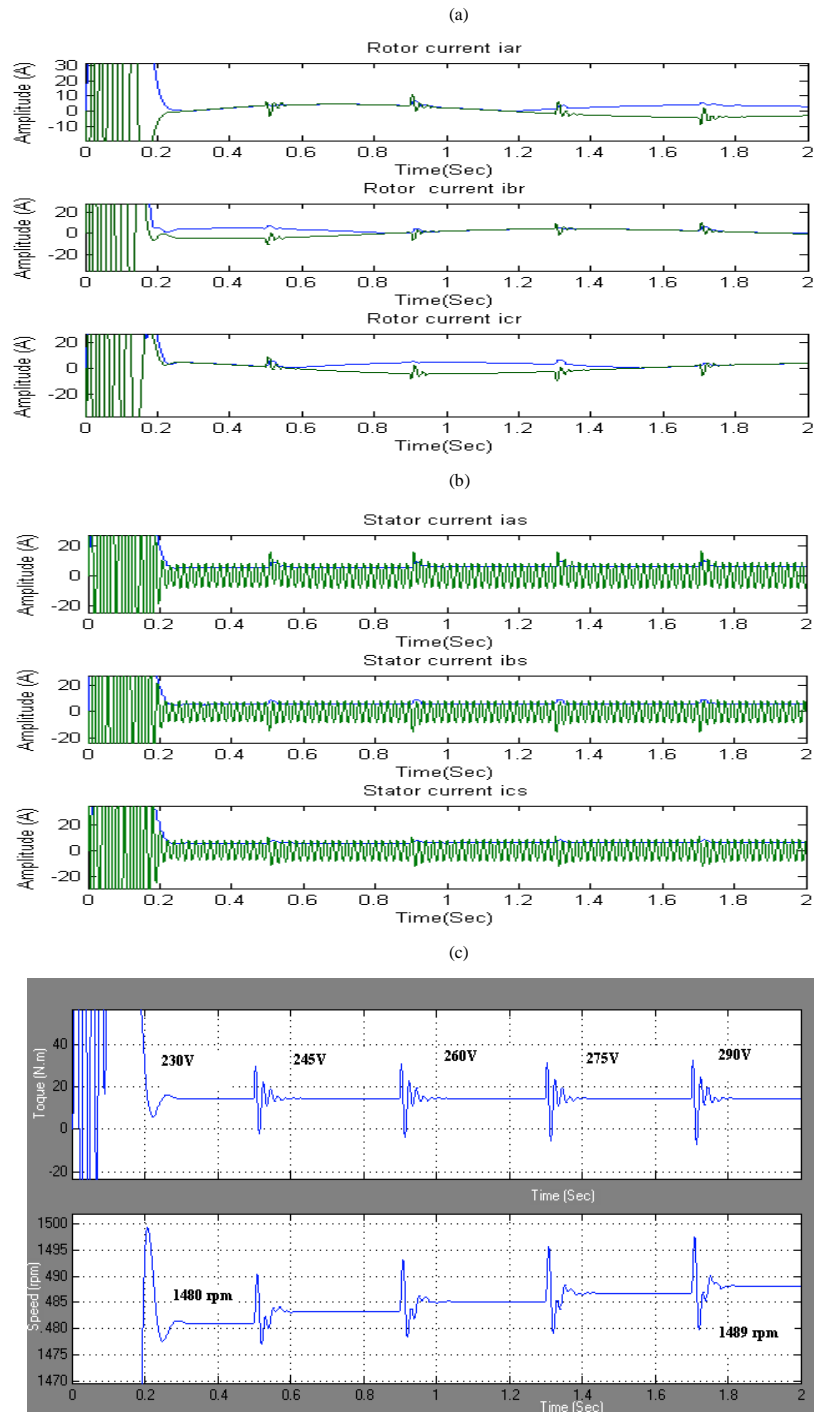 (a)
Rotor current iar
Amplitude (A)
30
20
10
0
-10
0 0.2 0.4 0.6 0.8 1 1.2 1.4 1.6 1.8 2
Time(Sec)
Rotor current ibr
Amplitude (A)
20
0
-20
0 0.2 0.4 0.6 0.8 1 1.2 1.4 1.6 1.8 2
Time(Sec)
Rotor current icr
Amplitude (A)
20
0
-20
0 0.2 0.4 0.6 0.8 1 1.2 1.4 1.6 1.8 2
Time(Sec)
(b)
Stator current ias
Amplitude (A)
20
0
-20
0 0.2 0.4 0.6 0.8 1 1.2 1.4 1.6 1.8 2
Time(Sec)
Stator current ibs
Amplitude (A)
20
0
-20
0 0.2 0.4 0.6 0.8 1 1.2 1.4 1.6 1.8 2
Time(Sec)
Stator current ics
Amplitude (A)
20
0
-20
0 0.2 0.4 0.6 0.8 1 1.2 1.4 1.6 1.8 2
Time(Sec)
(c)
Toque (N.m)
40
20
0
-20
230V 245V 260V 275V 290V
Time (Sec)
Speed (rpm)
1500
1495
1490
1485
1480
1475
1470
1480 rpm
1489 rpm
0 0.2 0.4 0.6 0.8 1 1.2 1.4 1.6 1.8 2
Time (Sec)